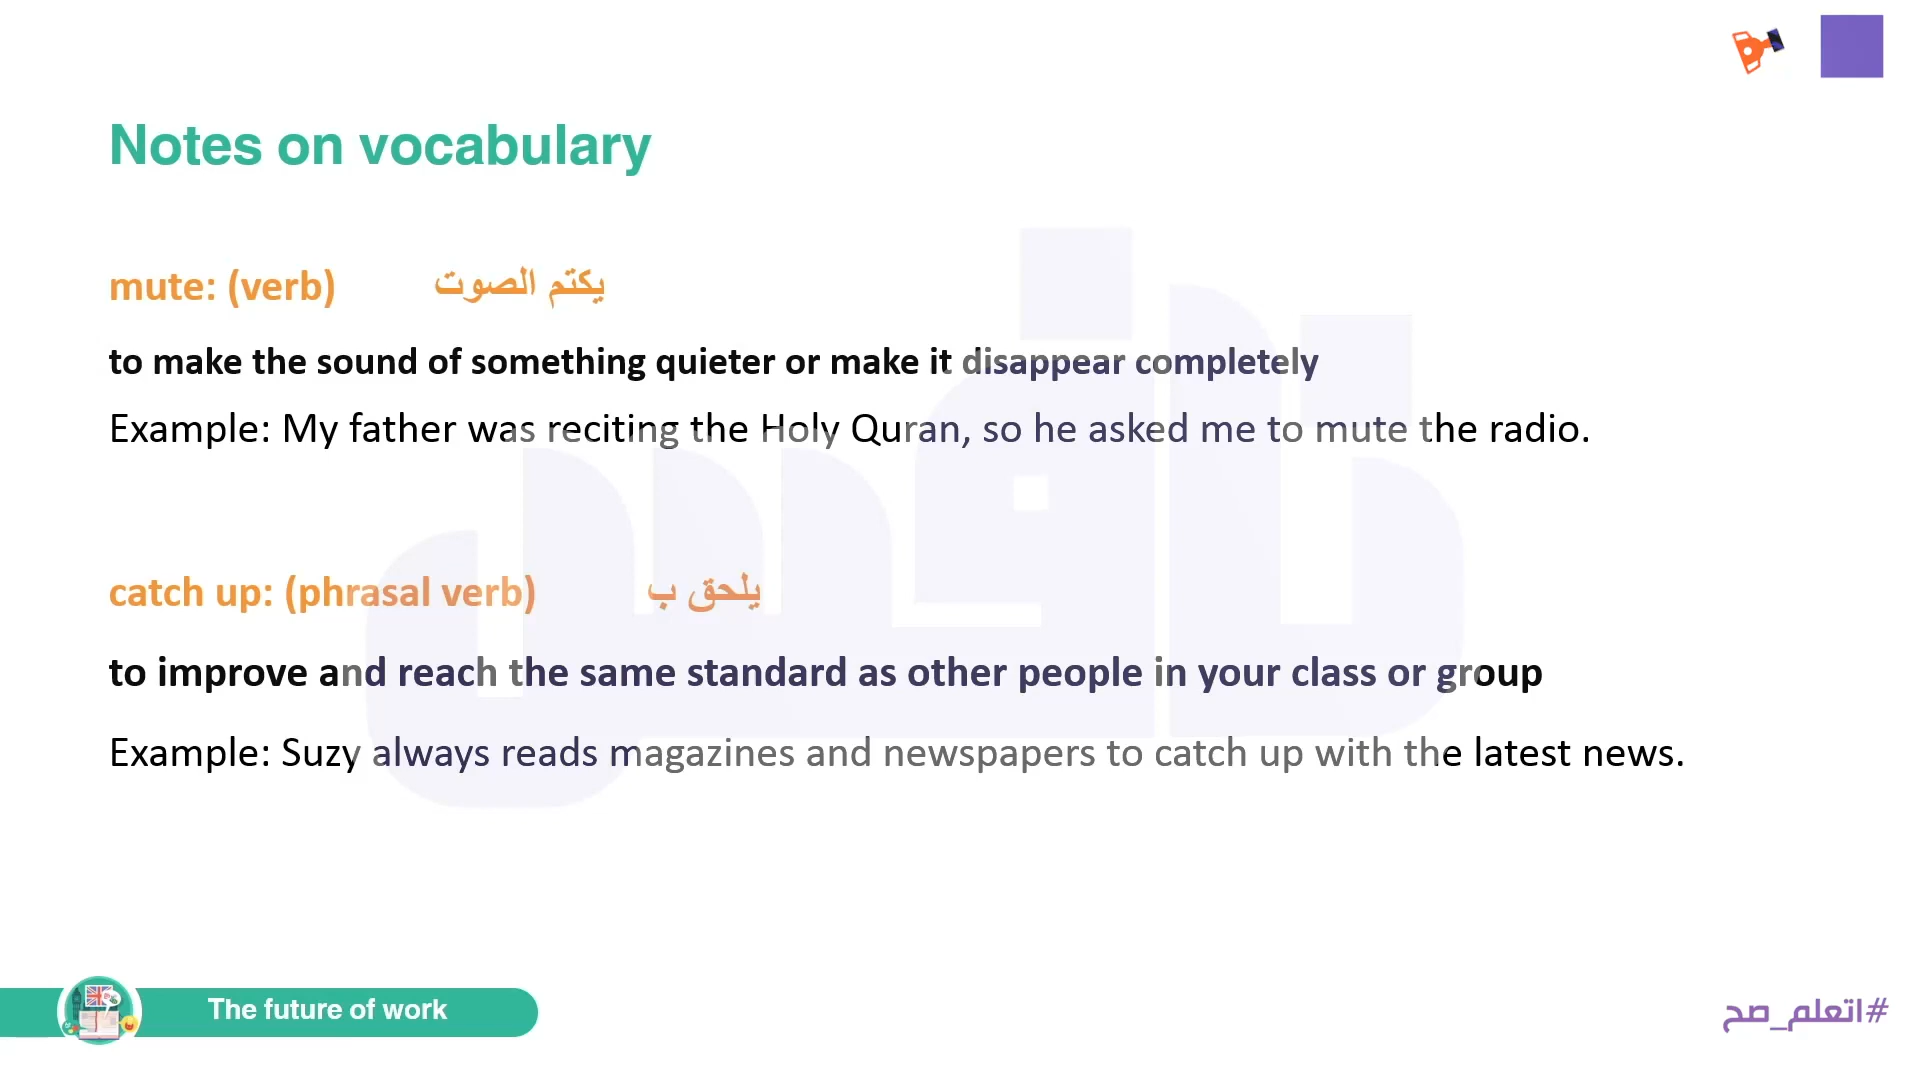 Notes on vocabulary
mute: (verb) يكتم الصوت
to make the sound of something quieter or make it disappear completely
Example: My father was reciting the Holy Quran, so he asked me to mute the radio.
catch up: (phrasal verb) يلحق ب
to improve and reach the same standard as other people in your class or group
Example: Suzy always reads magazines and newspapers to catch up with the latest news.
The future of work
#اتعلم_صح